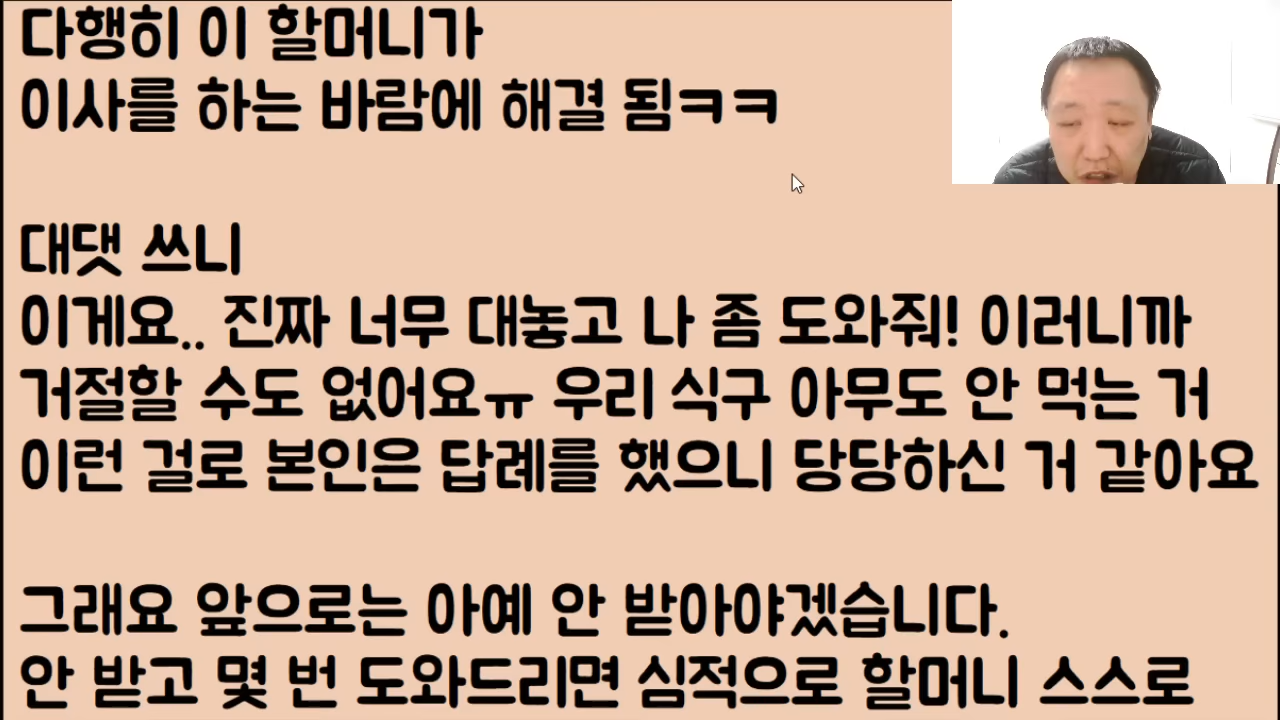 다행히 이 할머니가
이사를 하는 바람에 해결 됨ㅋㅋ
대댓 쓰니
이게요.. 진짜 너무 대놓고 나 좀 도와줘! 이러니까
거절할 수도 없어요ㅠ 우리 식구 아무도 안 먹는 거
이런 걸로 본인은 답례를 했으니 당당하신 거 같아요
그래요 앞으로는 아예 안 받아야겠습니다.
안 받고 몇 번 도와드리면 심적으로 할머니 스스로